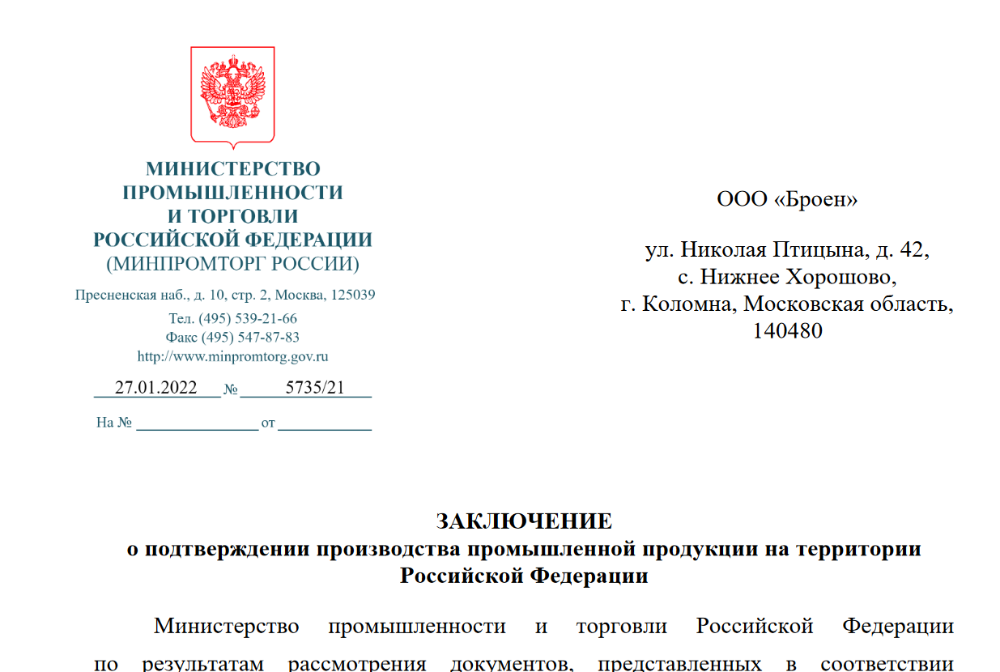 МИНИСТЕРСТВО
ПРОМЫШЛЕННОСТИ
И ТОРГОВЛИ
РОССИЙСКОЙ ФЕДЕРАЦИИ
(МИНПРОМТОРГ РОССИИ)
Пресненская наб., д. 10, стр. 2, Москва, 125039
Тел. (495) 539-21-66
Факс (495) 547-87-83
http://www.minpromtorg.gov.ru
27.01.2022 № 5735/21
На № от
ООО «Броен»
ул. Николая Птицына, д. 42,
с. Нижнее Хорошово,
г. Коломна, Московская область,
140480
ЗАКЛЮЧЕНИЕ
о подтверждении производства промышленной продукции на территории
Российской Федерации
Министерство промышленности и торговли Российской Федерации
по результатам рассмотрения документов, представленных в соответствии